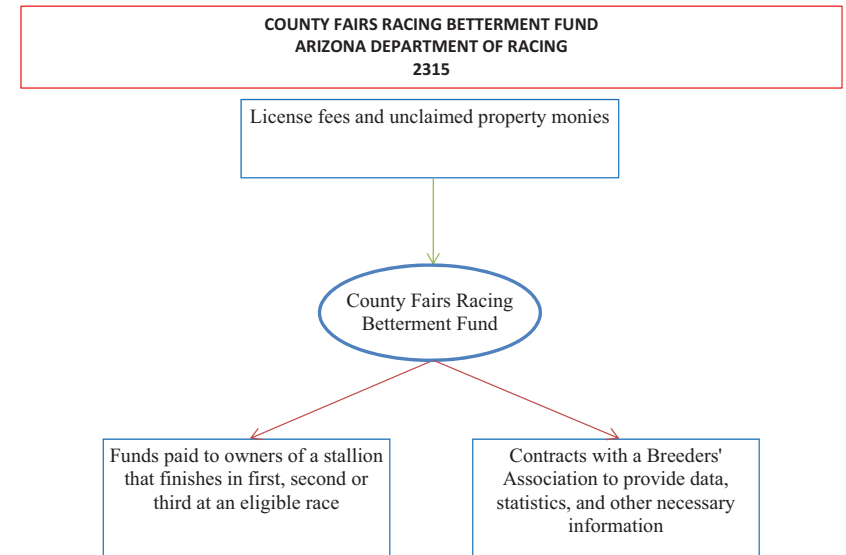 COUNTY FAIRS RACING BETTERMENT FUND
ARIZONA DEPARTMENT OF RACING
2315
License fees and unclaimed property monies
County Fairs Racing
Betterment Fund
Funds paid to owners of a stallion
that finishes in first, second or
third at an eligible race
Contracts with a Breeders'
Association to provide data,
statistics, and other necessary
information